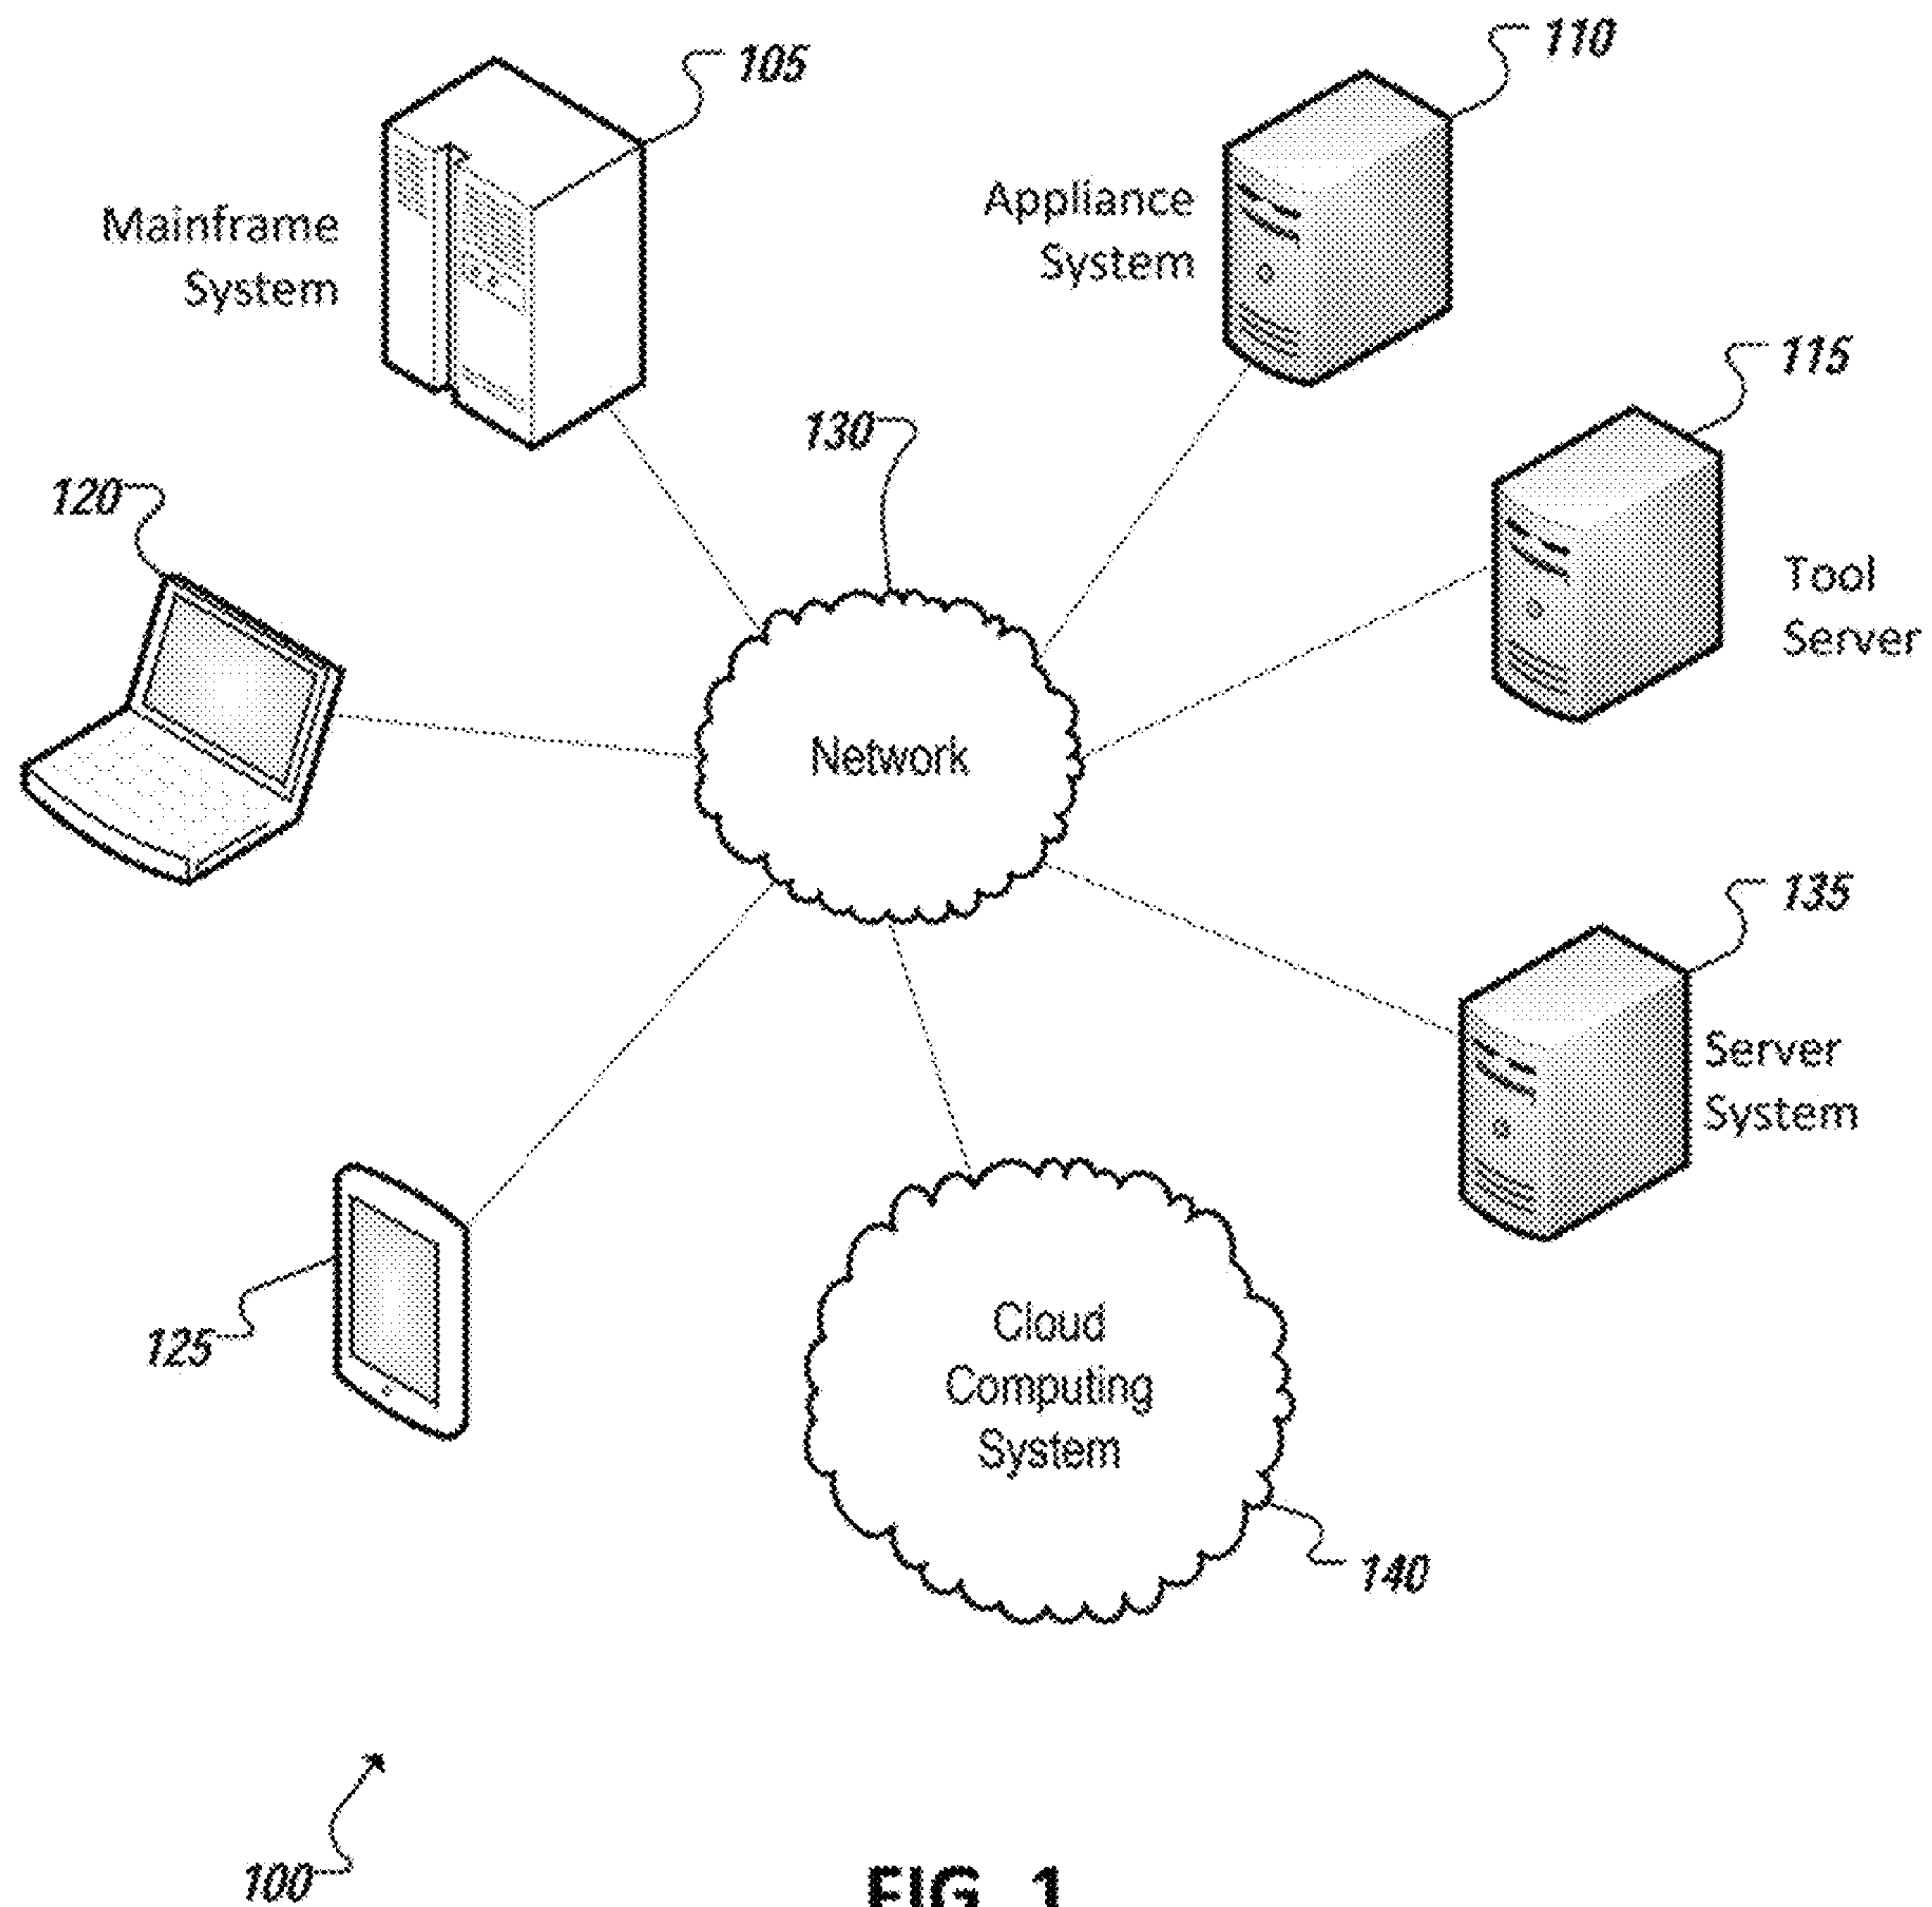 105
110
Mainframe
System
Appliance
System
115
130
120
Tool
Server
Network
135
Server
System
125
Cloud
Computing
System
140
100
FIG. 1